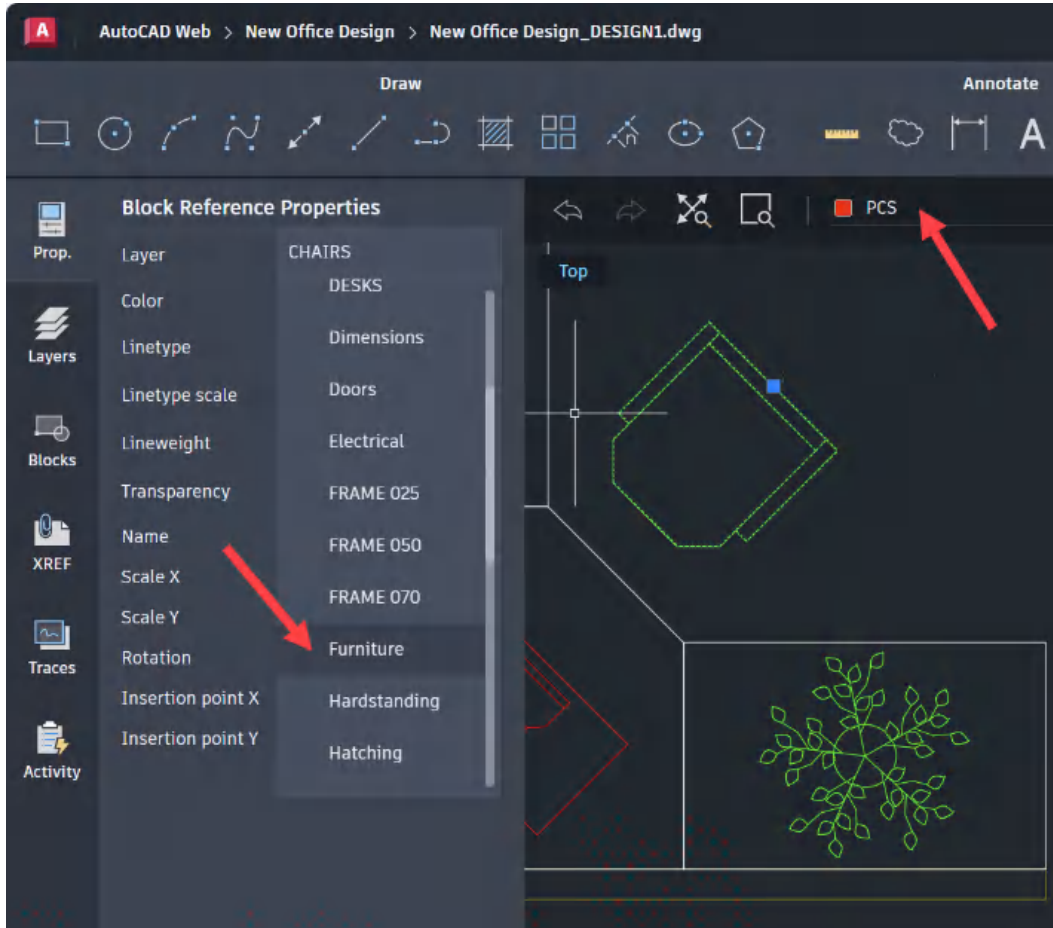 A AutoCAD Web > New Office Design > New Office Design_DESIGN1.dwg
Draw Annotate
n A
Prop.
Layers
Blocks
XREF
Traces
Activity
Block Reference Properties
Layer
Color
Linetype
Linetype scale
Lineweight
Transparency
Name
Scale X
Scale Y
Rotation
Insertion point X
Insertion point Y
CHAIRS
DESKS
Dimensions
Doors
Electrical
FRAME 025
FRAME 050
FRAME 070
Furniture
Hardstanding
Hatching
PCS
Top